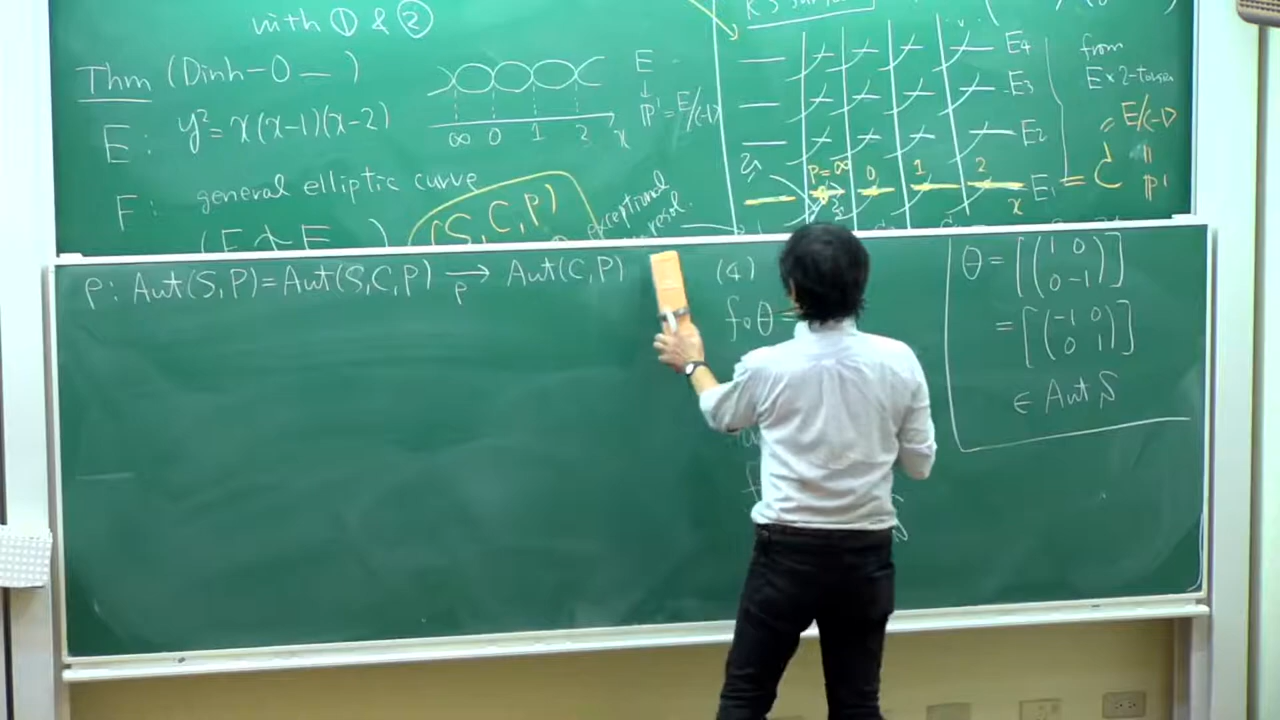 with ① & ②
Thm (Dinh-O —)
E: y²=x(x-1)(x-2)
∞ 0 1 2 x
E
↓
P¹=E/⟨-1⟩
F: general elliptic curve
(S,C,P)
exceptional
resol.
K3 surface
E4
E3
E2
E1
P=∞ 0 1 2
x
= C
from
E × 2-torsion
E/⟨-1⟩
P¹
ρ: Aut(S,P)=Aut(S,C,P) → Aut(C,P)
ρ
(4)
f∘θ =
θ = [(1 0
0 -1)]
= [(-1 0
0 1)]
∈ Aut S